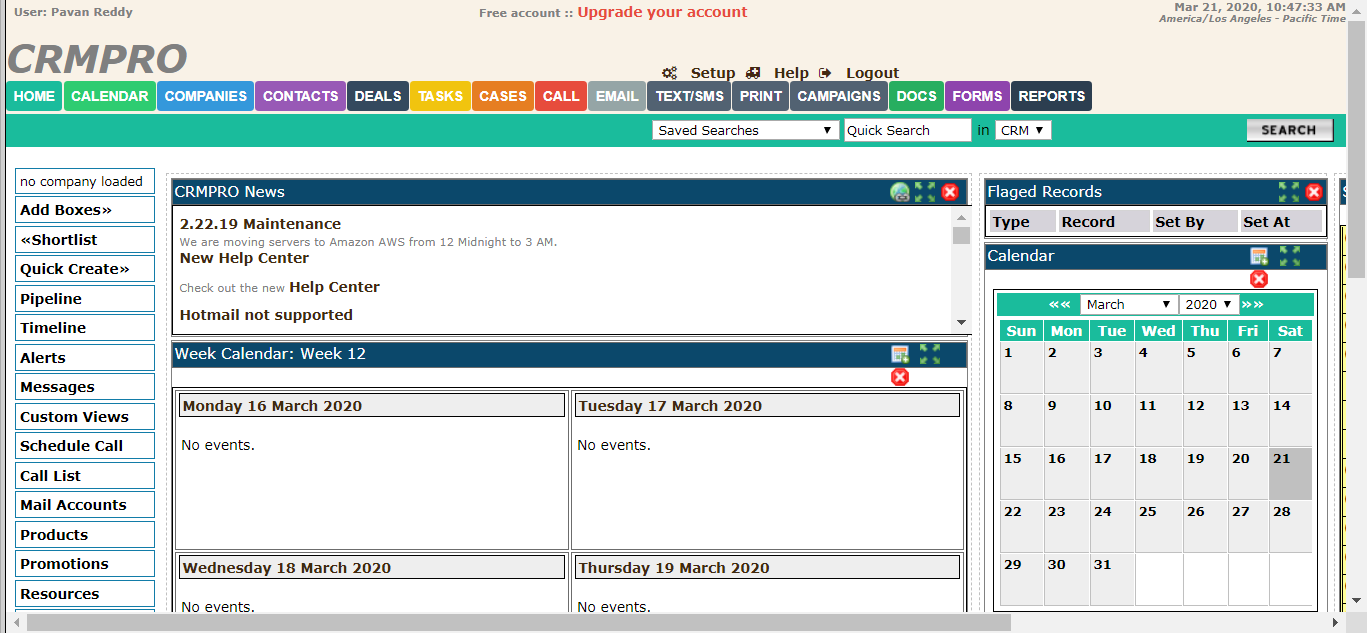 User: Pavan Reddy
Free account :: Upgrade your account
Mar 21, 2020, 10:47:33 AM
America/Los Angeles - Pacific Time
CRMPRO
Setup Help Logout
HOME CALENDAR COMPANIES CONTACTS DEALS TASKS CASES CALL EMAIL TEXT/SMS PRINT CAMPAIGNS DOCS FORMS REPORTS
Saved Searches Quick Search in CRM SEARCH
no company loaded
Add Boxes»
«Shortlist
Quick Create»
Pipeline
Timeline
Alerts
Messages
Custom Views
Schedule Call
Call List
Mail Accounts
Products
Promotions
Resources
CRMPRO News
2.22.19 Maintenance
We are moving servers to Amazon AWS from 12 Midnight to 3 AM.
New Help Center
Check out the new Help Center
Hotmail not supported
Week Calendar: Week 12
Monday 16 March 2020
No events.
Tuesday 17 March 2020
No events.
Wednesday 18 March 2020
No events.
Thursday 19 March 2020
No events.
Flaged Records
Type Record Set By Set At
Calendar
«« March 2020 »»
Sun Mon Tue Wed Thu Fri Sat
1 2 3 4 5 6 7
8 9 10 11 12 13 14
15 16 17 18 19 20 21
22 23 24 25 26 27 28
29 30 31